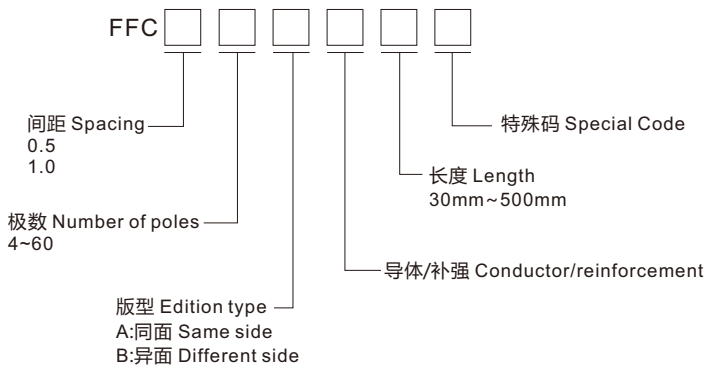 FFC
间距 Spacing
0.5
1.0
特殊码 Special Code
长度 Length
30mm~500mm
极数 Number of poles
4~60
导体/补强 Conductor/reinforcement
版型 Edition type
A:同面 Same side
B:异面 Different side